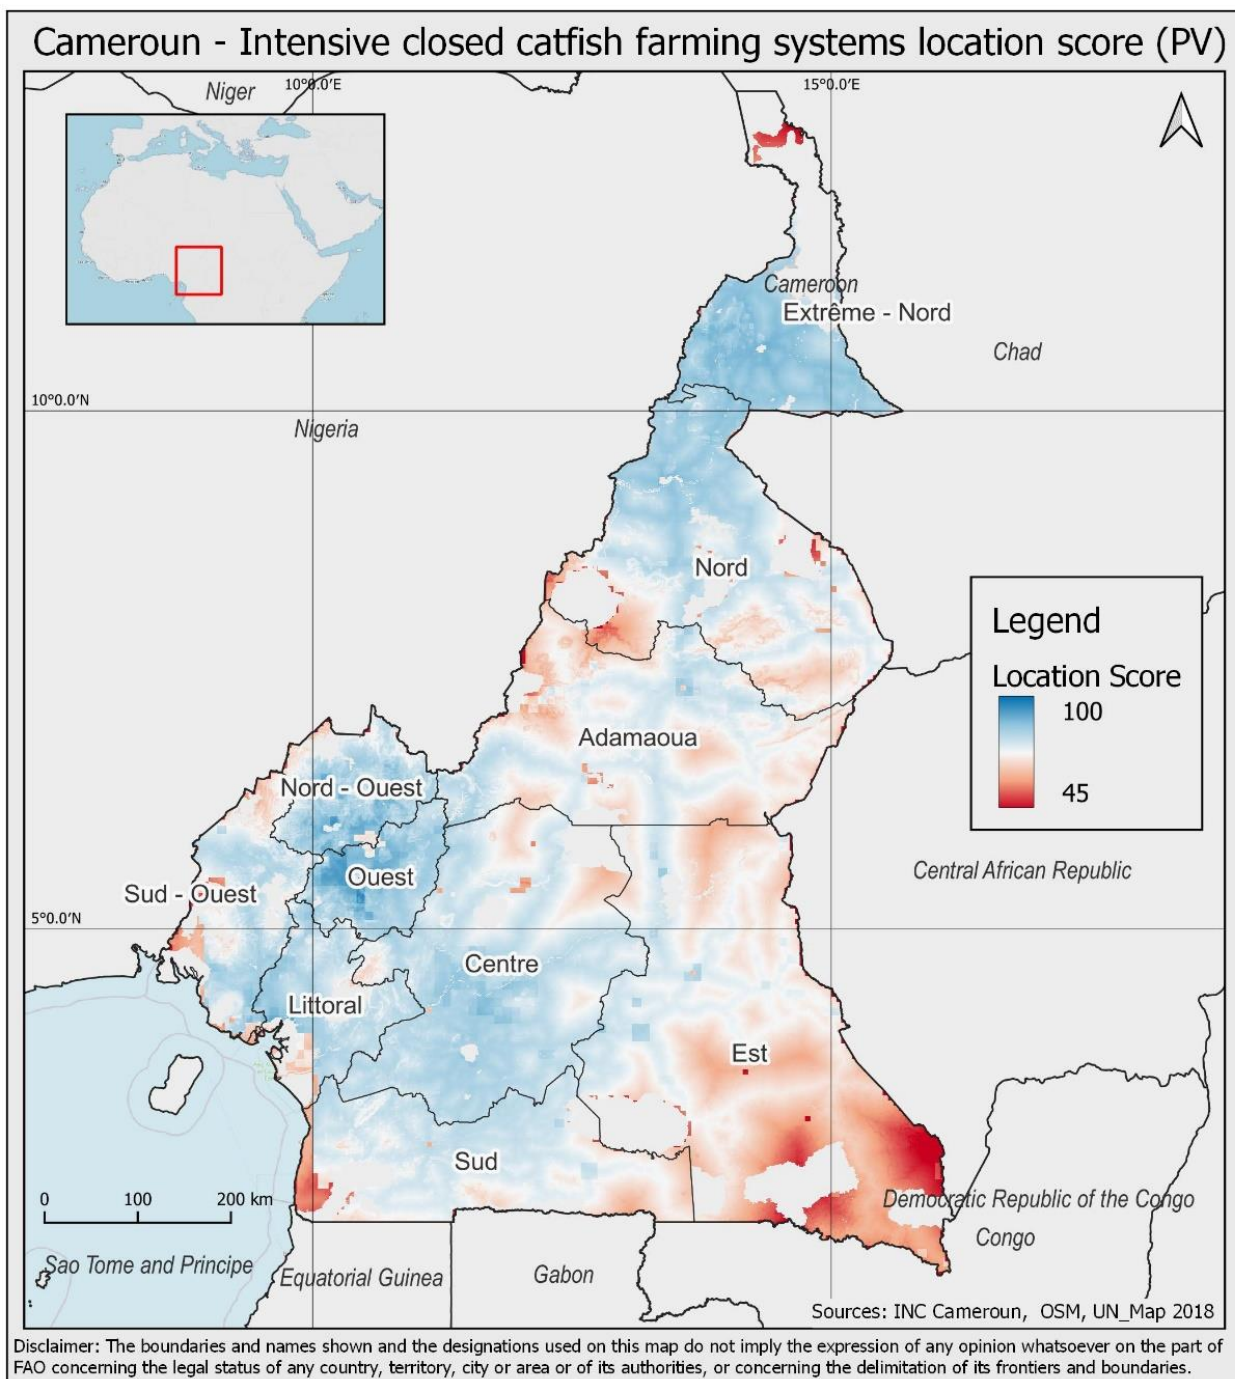 Cameroun - Intensive closed catfish farming systems location score (PV)
10°0.0'E
15°0.0'E
Niger
Cameroon
Extrême - Nord
Chad
10°0.0'N
Nigeria
Nord
Legend
Location Score
100
45
Adamaoua
Nord - Ouest
Central African Republic
Ouest
Sud - Ouest
5°0.0'N
Centre
Littoral
Est
Sud
0 100 200 km
Democratic Republic of the Congo
Congo
Sao Tome and Principe
Equatorial Guinea
Gabon
Sources: INC Cameroun, OSM, UN_Map 2018
Disclaimer: The boundaries and names shown and the designations used on this map do not imply the expression of any opinion whatsoever on the part of
FAO concerning the legal status of any country, territory, city or area or of its authorities, or concerning the delimitation of its frontiers and boundaries.